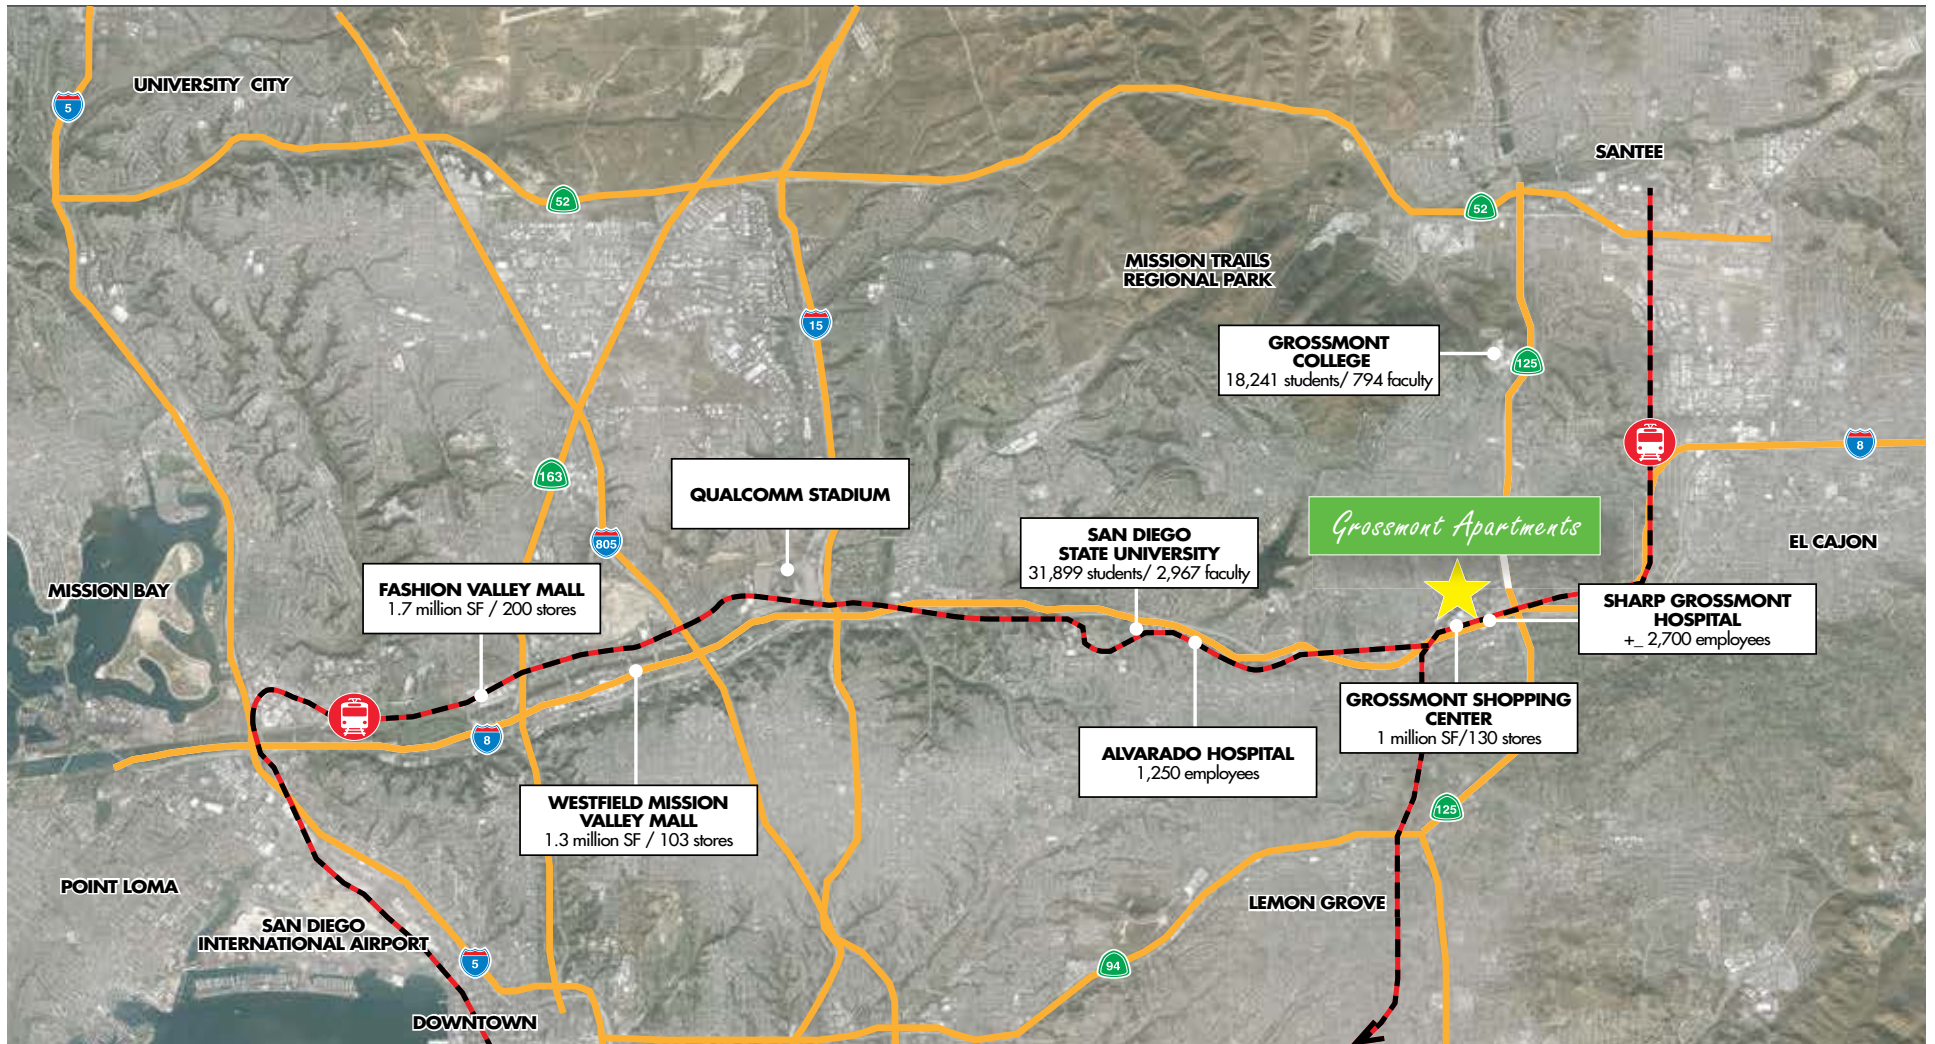 UNIVERSITY CITY
5
52
SANTEE
52
MISSION TRAILS
REGIONAL PARK
15
GROSSMONT
COLLEGE
18,241 students/ 794 faculty
125
8
163
QUALCOMM STADIUM
805
SAN DIEGO
STATE UNIVERSITY
31,899 students/ 2,967 faculty
Grossmont Apartments
EL CAJON
MISSION BAY
FASHION VALLEY MALL
1.7 million SF / 200 stores
SHARP GROSSMONT
HOSPITAL
+_ 2,700 employees
GROSSMONT SHOPPING
CENTER
1 million SF/130 stores
8
ALVARADO HOSPITAL
1,250 employees
WESTFIELD MISSION
VALLEY MALL
1.3 million SF / 103 stores
125
POINT LOMA
LEMON GROVE
SAN DIEGO
INTERNATIONAL AIRPORT
5
94
DOWNTOWN